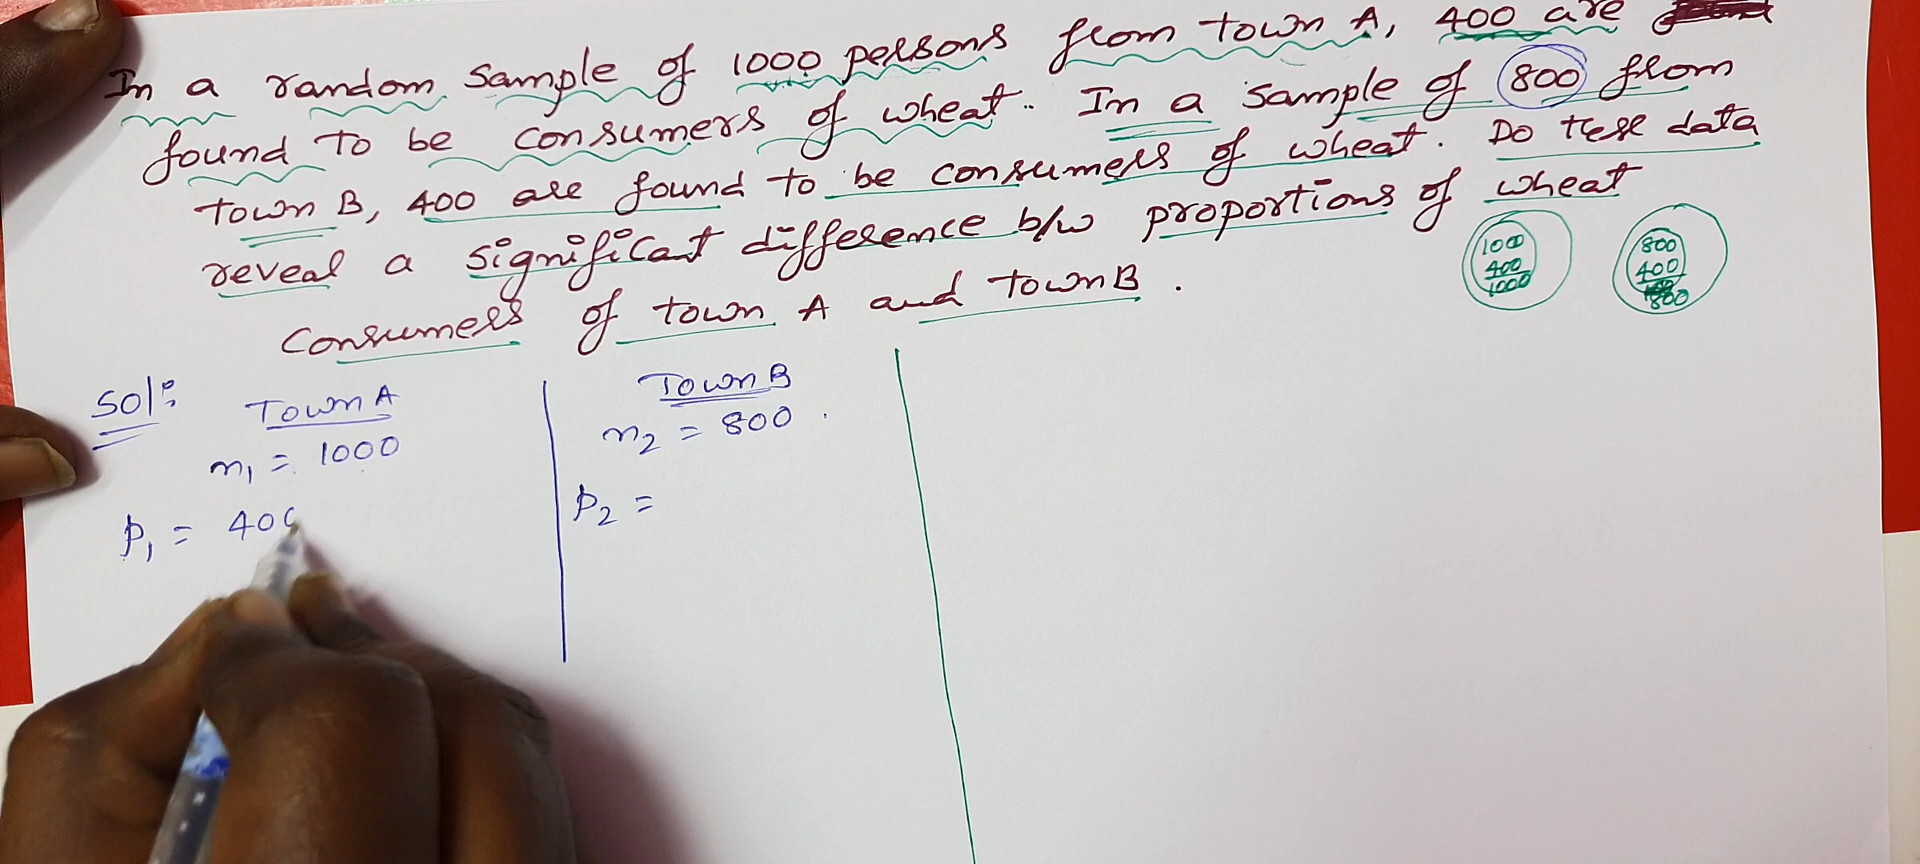 In a random sample of 1000 persons from town A, 400 are
found to be consumers of wheat. In a sample of 800 from
town B, 400 are found to be consumers of wheat. Do these data
reveal a significant difference b/w proportions of wheat
consumers of town A and town B.
1000
400
1000
800
400
800
Sol:
Town A
n1 = 1000
p1 = 400
Town B
n2 = 800
p2 =